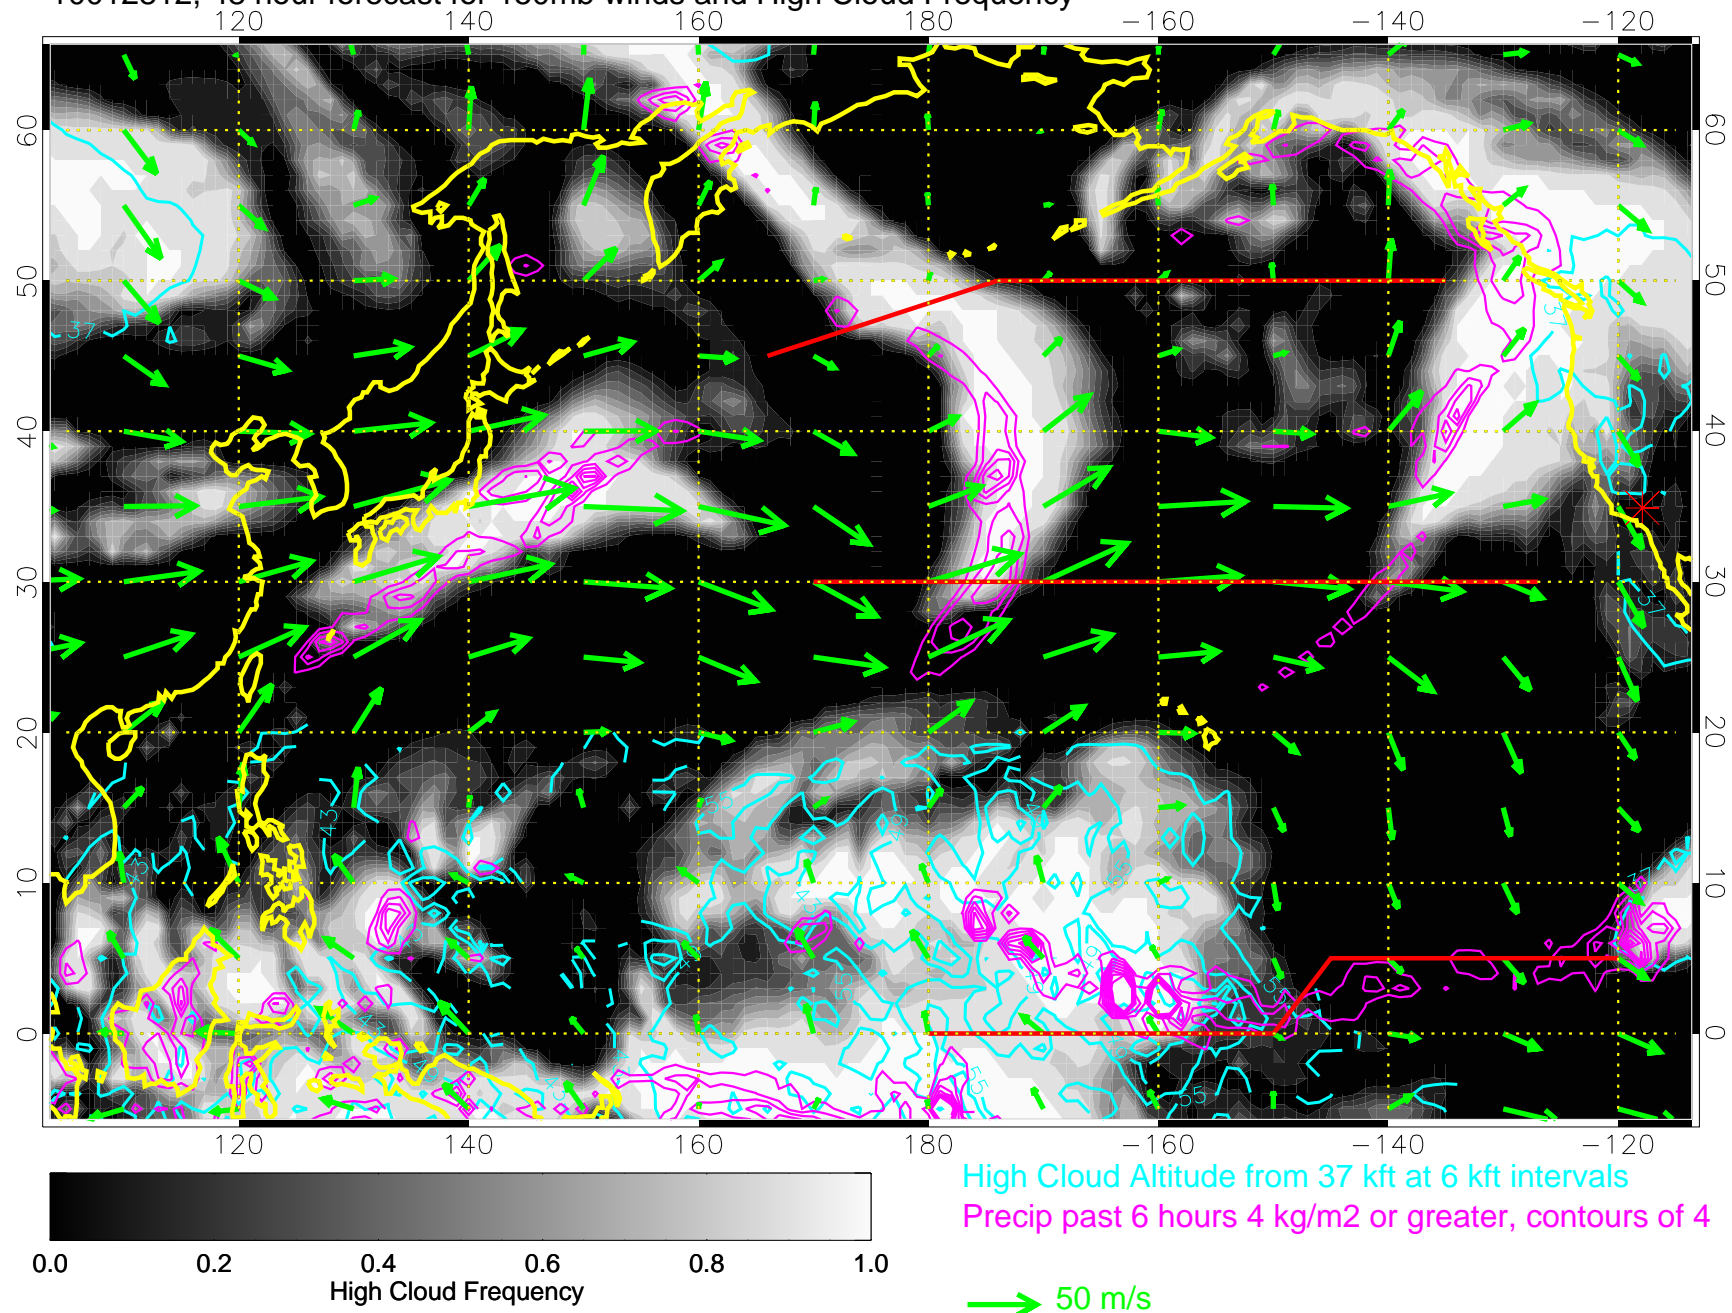 120 140 160 180 −160 −140 −120
60 60
50 50
40 40
30 30
20 20
10 10
0 0
120 140 160 180 −160 −140 −120
0.0 0.2 0.4 0.6 0.8 1.0
High Cloud Frequency
High Cloud Altitude from 37 kft at 6 kft intervals
Precip past 6 hours 4 kg/m2 or greater, contours of 4
50 m/s